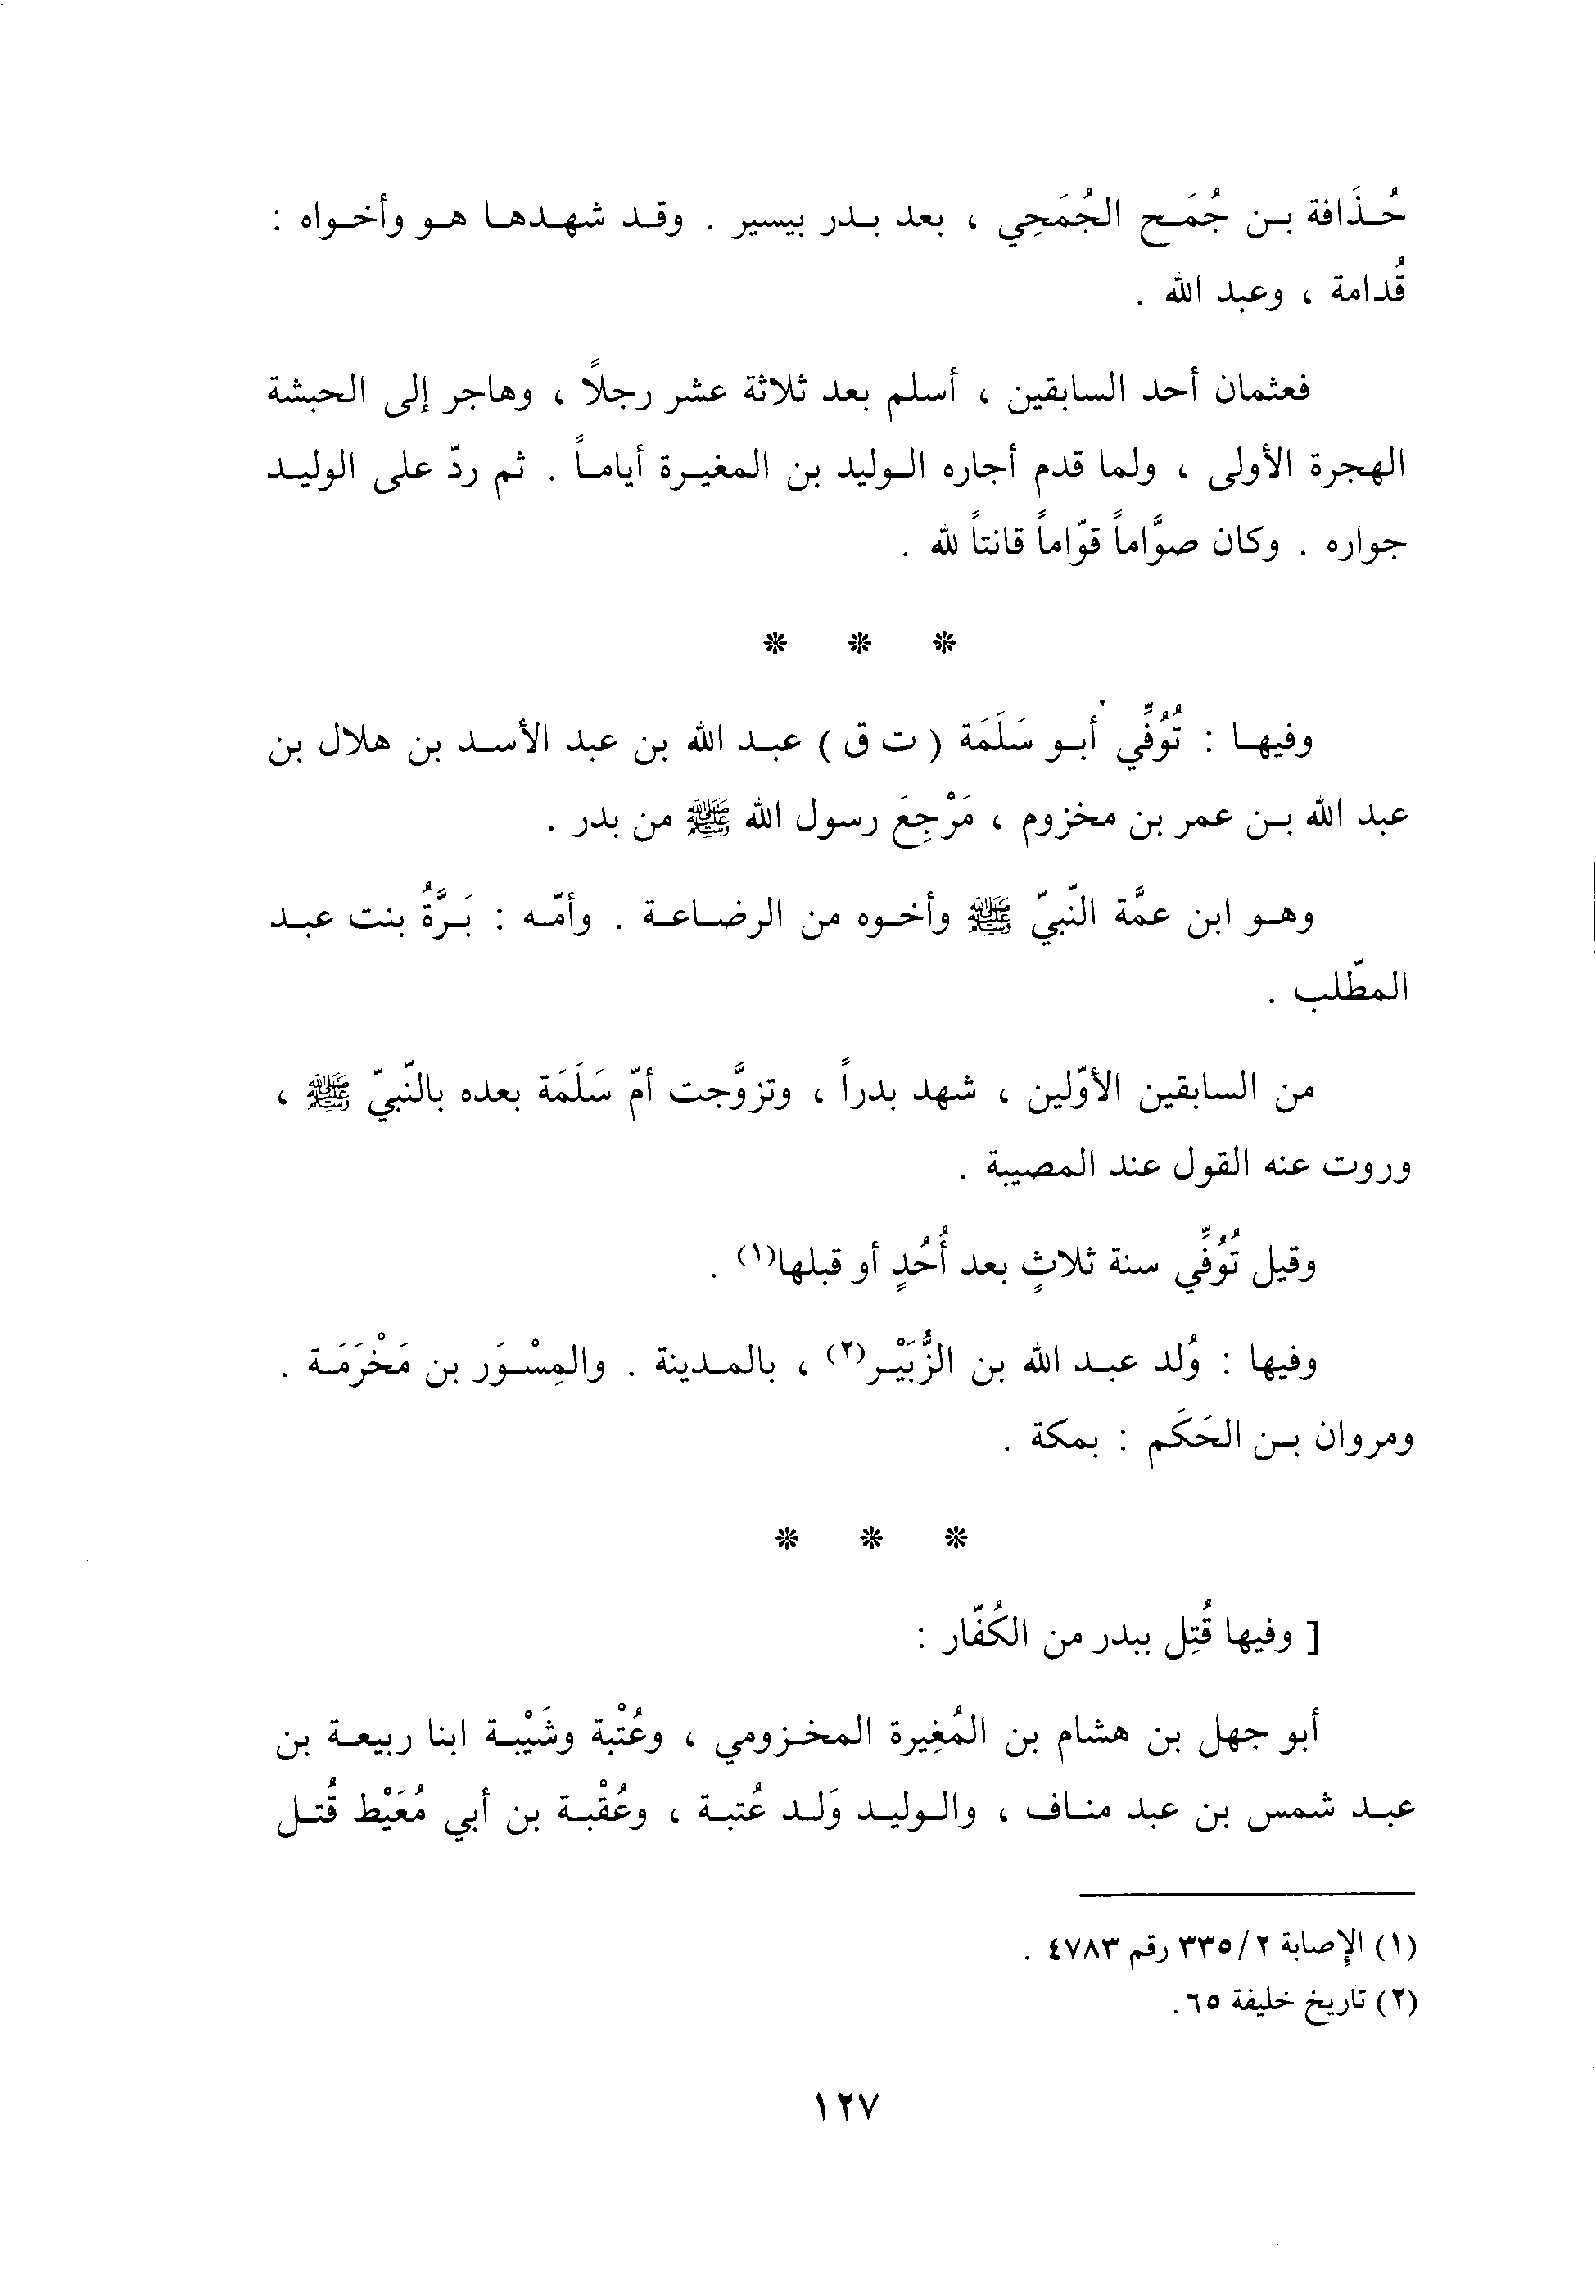 حُذَافة بن جُمَح الجُمَحِي ، بعد بدر بيسير . وقد شهدها هو وأخواه :
قُدامة ، وعبد الله .
فعثمان أحد السابقين ، أسلم بعد ثلاثة عشر رجلاً ، وهاجر إلى الحبشة
الهجرة الأولى ، ولما قدم أجاره الوليد بن المغيرة أياماً . ثم ردّ على الوليد
جواره . وكان صوَّاماً قوّاماً قانتاً لله .
* * *
وفيها : تُوُفِّي أبو سَلَمَة ( ت ق ) عبد الله بن عبد الأسد بن هلال بن
عبد الله بن عمر بن مخزوم ، مَرْجِعَ رسول الله ﷺ من بدر .
وهو ابن عمَّة النّبيّ ﷺ وأخوه من الرضاعة . وأمّه : بَرَّةُ بنت عبد
المطّلب .
من السابقين الأوّلين ، شهد بدراً ، وتزوَّجت أمّ سَلَمَة بعده بالنّبيّ ﷺ ،
وروت عنه القول عند المصيبة .
وقيل تُوُفِّي سنة ثلاثٍ بعد أُحُدٍ أو قبلها(١) .
وفيها : وُلد عبد الله بن الزُّبَيْر(٢) ، بالمدينة . والمِسْوَر بن مَخْرَمَة .
ومروان بن الحَكَم : بمكة .
* * *
[ وفيها قُتِل ببدر من الكُفّار :
أبو جهل بن هشام بن المُغِيرة المخزومي ، وعُتْبة وشَيْبة ابنا ربيعة بن
عبد شمس بن عبد مناف ، والوليد وَلد عُتبة ، وعُقْبة بن أبي مُعَيْط قُتل
(١) الإصابة ٢/ ٣٣٥ رقم ٤٧٨٣ .
(٢) تاريخ خليفة ٦٥.
١٢٧